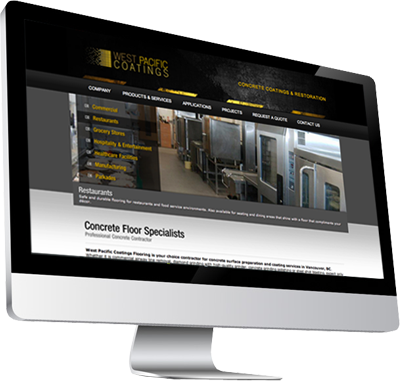 WEST PACIFIC
COATINGS
CONCRETE COATINGS & RESTORATION
COMPANY
PRODUCTS & SERVICES
APPLICATIONS
PROJECTS
REQUEST A QUOTE
CONTACT US
Commercial
Restaurants
Grocery Stores
Hospitality & Entertainment
Healthcare Facilities
Manufacturing
Parkades
Restaurants
Safe and durable flooring for restaurants and food service environments. Also available for seating and dining areas that shine with a floor that compliments your
Concrete Floor Specialists
Professional Concrete Contractor
West Pacific Coatings Flooring is your choice contractor for concrete surface preparation and coating services in Vancouver, BC.